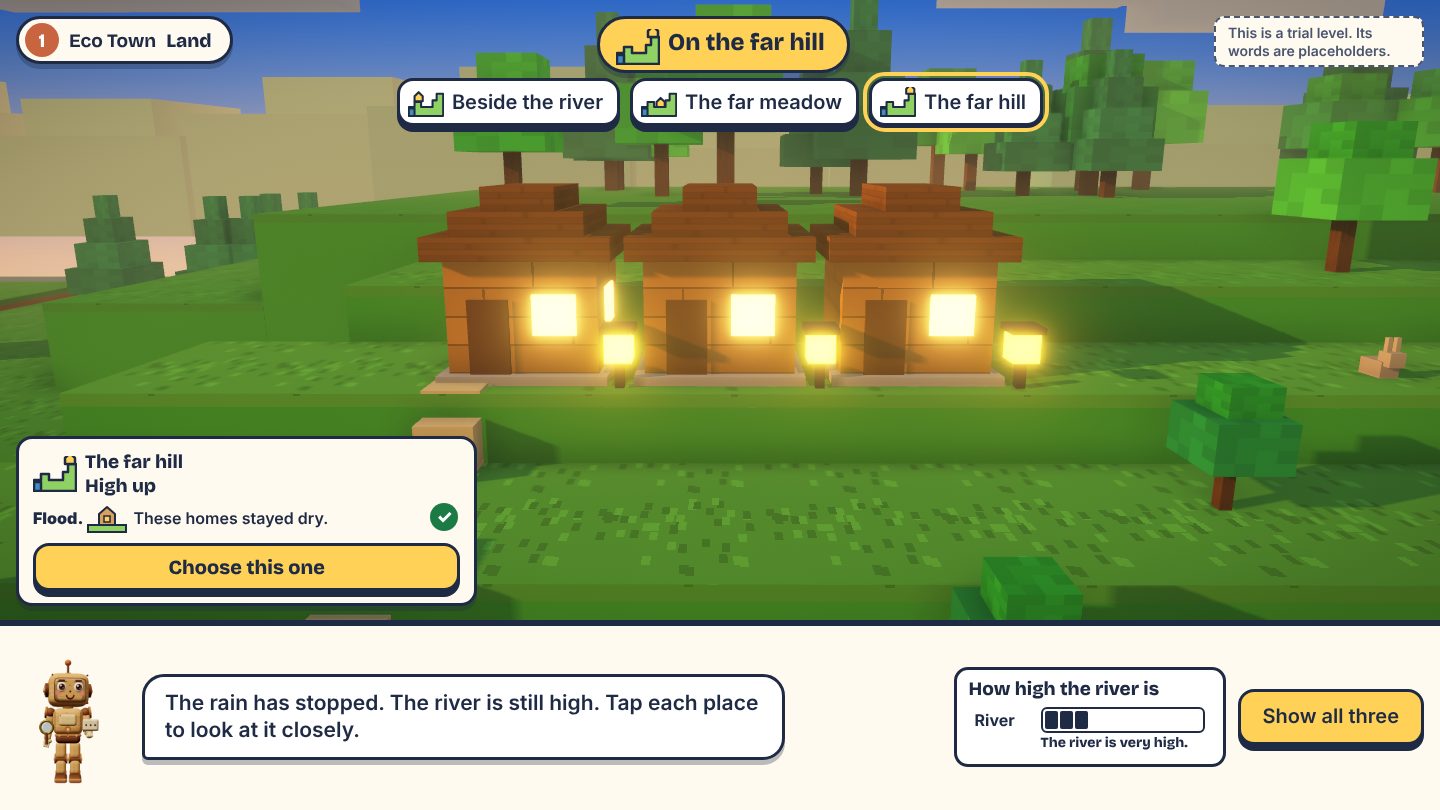 1 Eco Town Land
On the far hill
This is a trial level. Its
words are placeholders.
Beside the river
The far meadow
The far hill
The far hill
High up
Flood. These homes stayed dry.
Choose this one
The rain has stopped. The river is still high. Tap each place
to look at it closely.
How high the river is
River
The river is very high.
Show all three